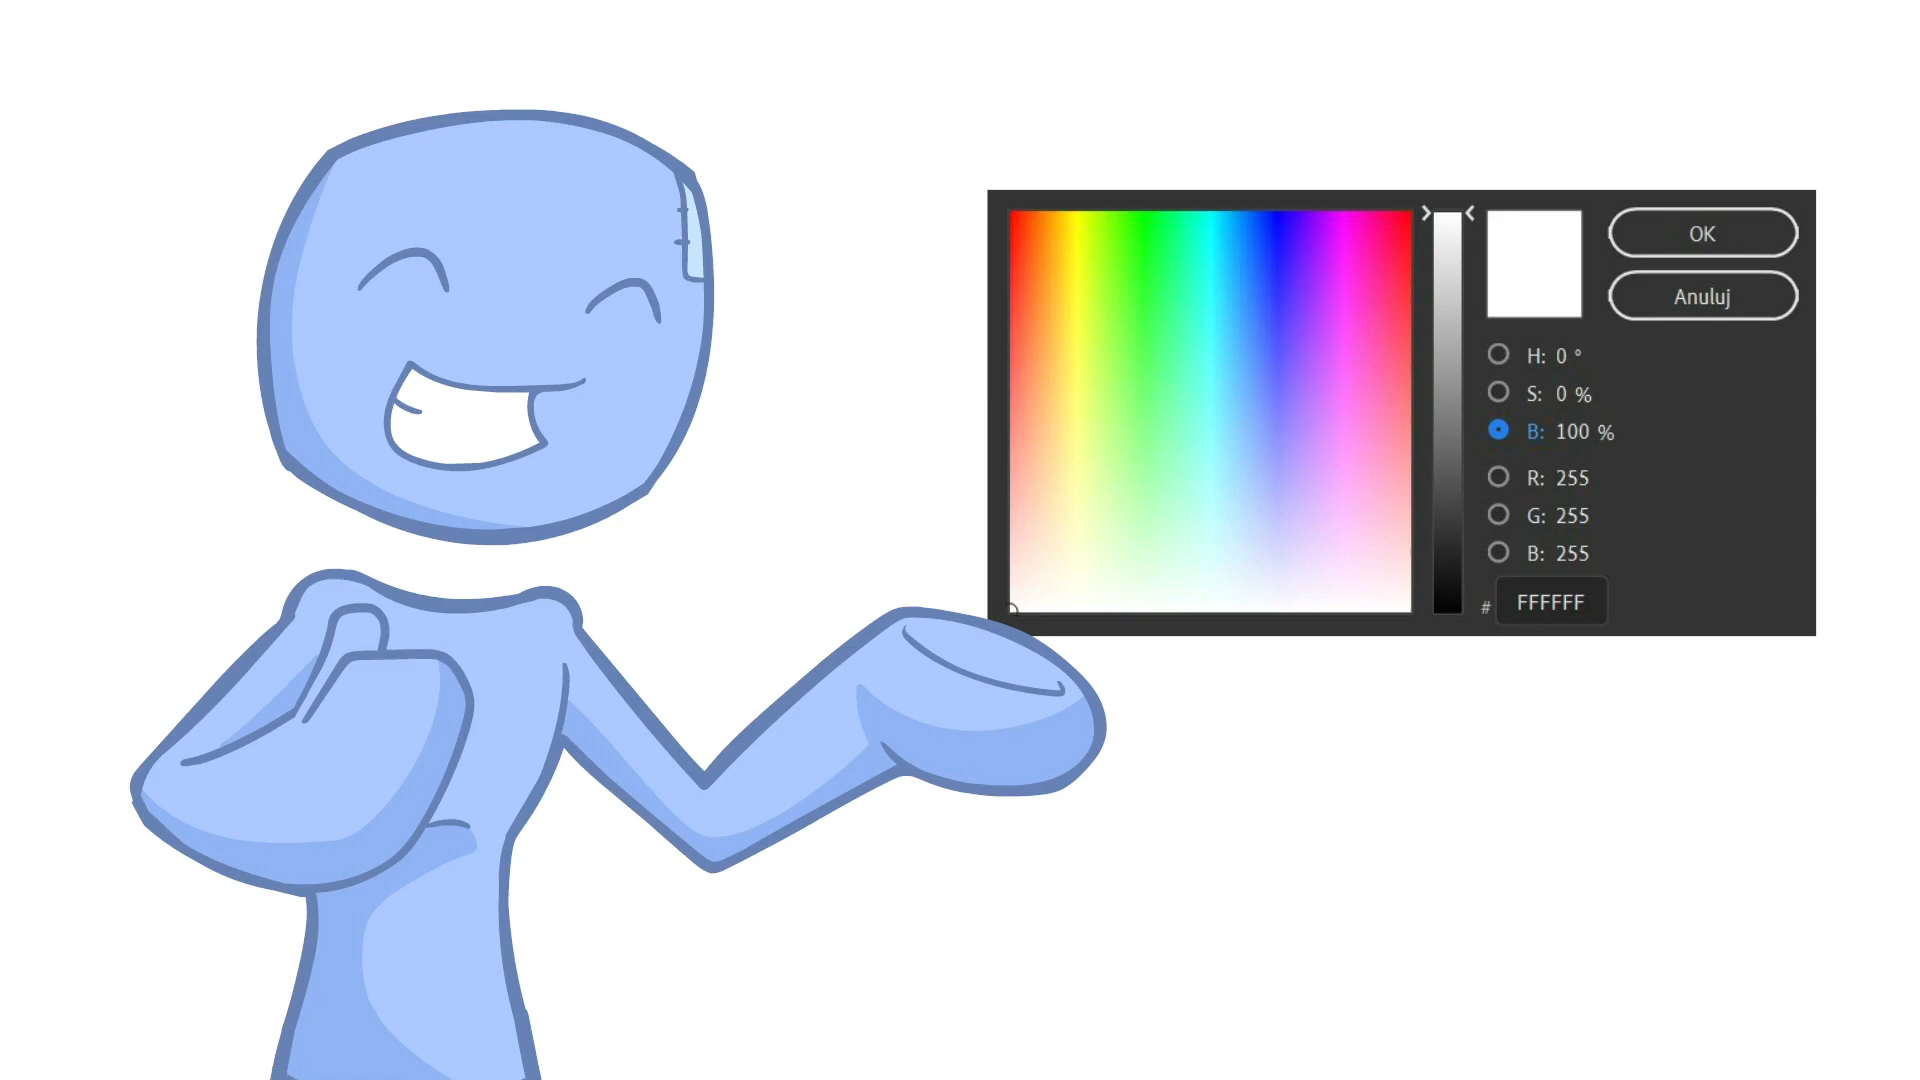 OK
Anuluj
H: 0 °
S: 0 %
B: 100 %
R: 255
G: 255
B: 255
# FFFFFF